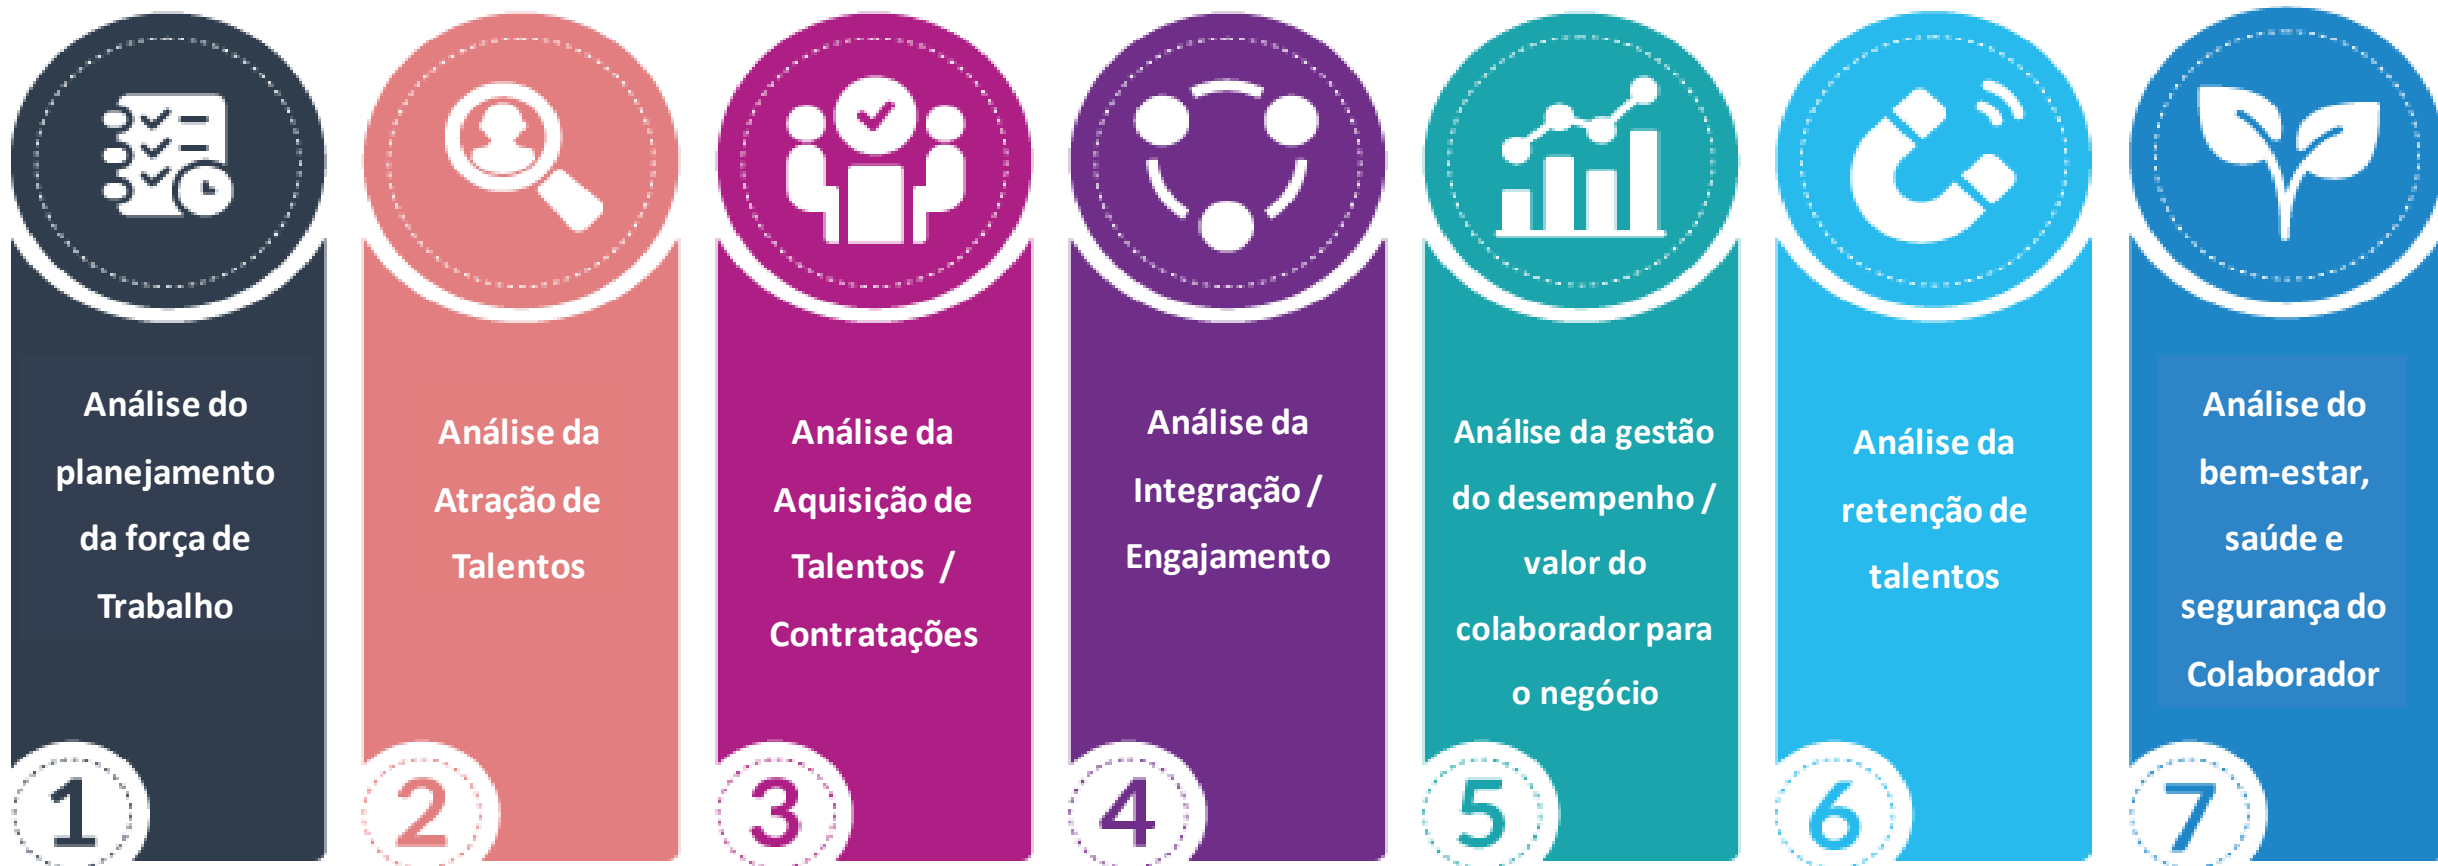 Análise do
planejamento
da força de
Trabalho
1
Análise da
Atração de
Talentos
2
Análise da
Aquisição de
Talentos /
Contratações
3
Análise da
Integração /
Engajamento
4
Análise da gestão
do desempenho /
valor do
colaborador para
o negócio
5
Análise da
retenção de
talentos
6
Análise do
bem-estar,
saúde e
segurança do
Colaborador
7